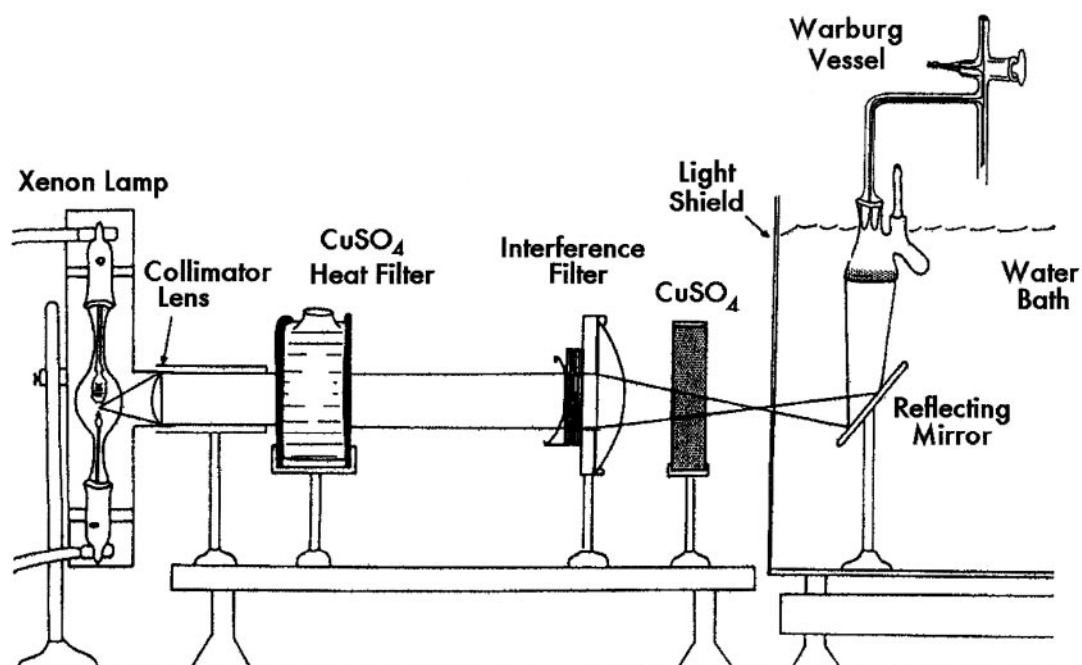 Warburg
Vessel
Xenon Lamp
Light
Shield
CuSO4
Heat Filter
Interference
Filter
Collimator
Lens
CuSO4
Water
Bath
Reflecting
Mirror